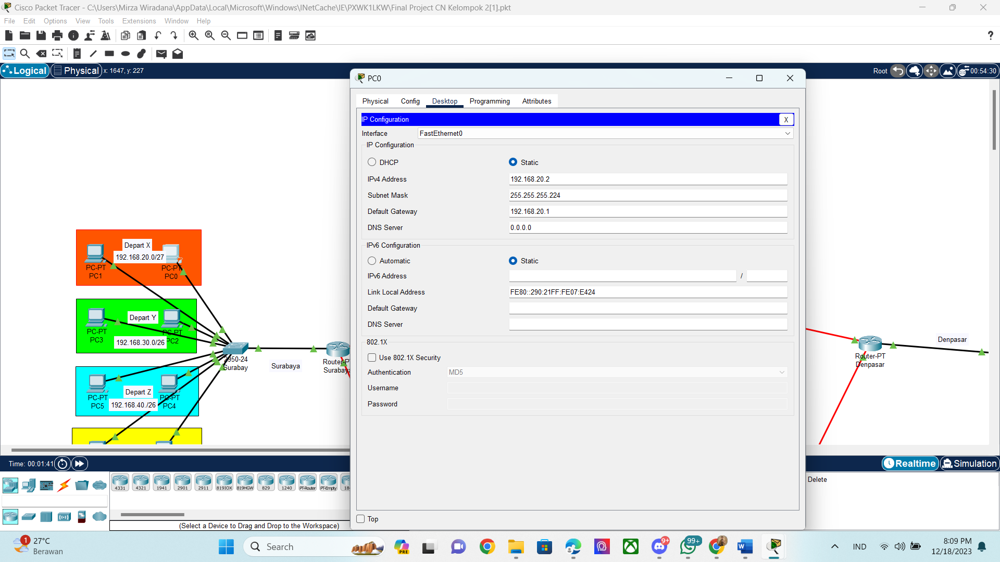 Cisco Packet Tracer - C:\Users\Mirza Wiradana\AppData\Local\Microsoft\Windows\INetCache\IE\PXWK1LKW\Final Project CN Kelompok 2[1].pkt
File Edit Options View Tools Extensions Window Help
Logical Physical x: 1647, y: 227
Root 00:54:30
PC0
Physical Config Desktop Programming Attributes
IP Configuration X
Interface FastEthernet0
IP Configuration
DHCP Static
IPv4 Address 192.168.20.2
Subnet Mask 255.255.255.224
Default Gateway 192.168.20.1
DNS Server 0.0.0.0
IPv6 Configuration
Automatic Static
IPv6 Address /
Link Local Address FE80::290:21FF:FE07:E424
Default Gateway
DNS Server
802.1X
Use 802.1X Security
Authentication MD5
Username
Password
Top
Depart X
192.168.20.0/27
PC-PT
PC1
PC-PT
PC0
Depart Y
192.168.30.0/26
PC-PT
PC3
PC-PT
PC2
Depart Z
192.168.40./26
PC-PT
PC5
PC-PT
PC4
2950-24
Surabay
Surabaya
Router-P
Surabaya
Router-PT
Denpasar
Denpasar
Time: 00:01:41
Realtime Simulation
4331 4321 1941 2901 2911 819IOX 819HGW 829 1240 PT-Router PT-Empty 18
(Select a Device to Drag and Drop to the Workspace)
Delete
1
27°C
Berawan
Search
PRE
9+
99+
IND
8:09 PM
12/18/2023